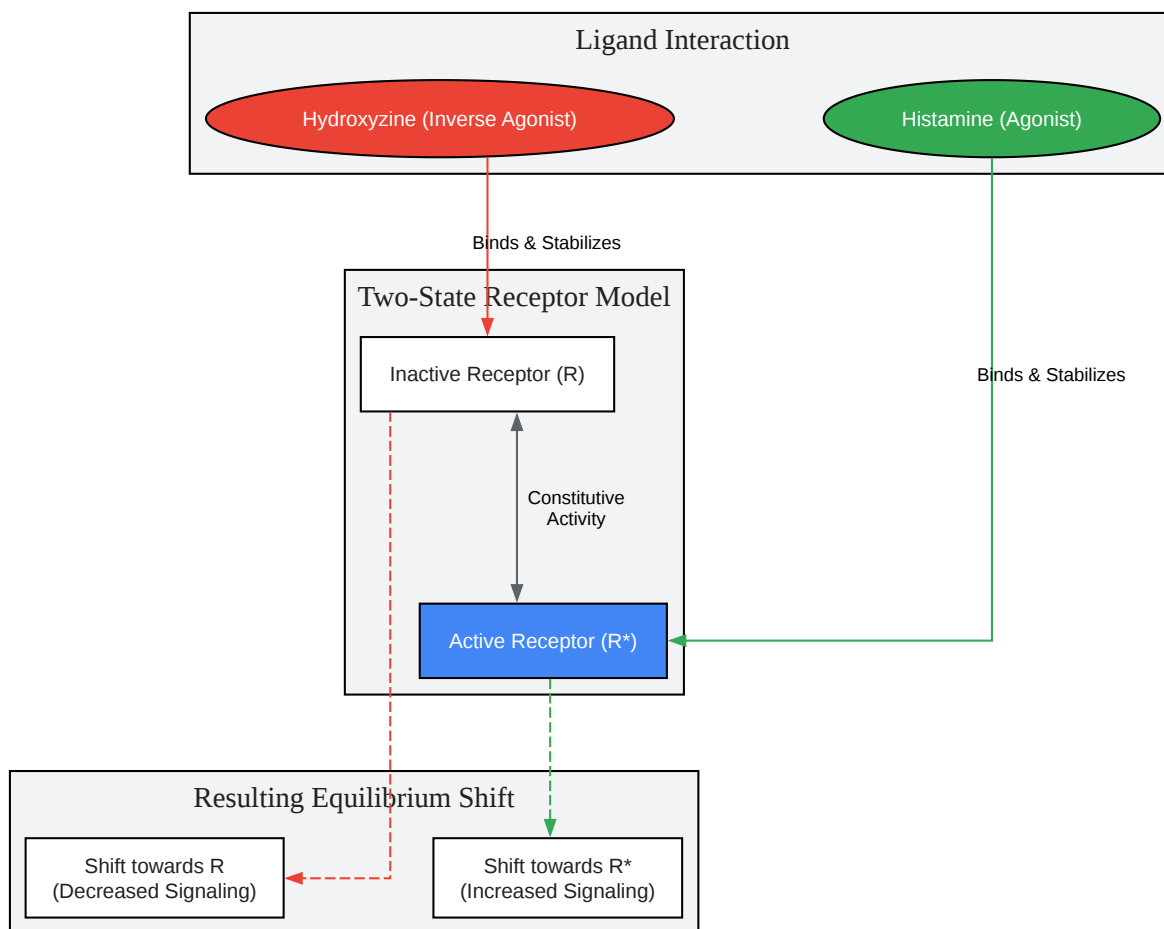 Ligand Interaction
Hydroxyzine (Inverse Agonist)
Histamine (Agonist)
Binds & Stabilizes
Two-State Receptor Model
Inactive Receptor (R)
Binds & Stabilizes
Constitutive
Activity
Active Receptor (R*)
Resulting Equilibrium Shift
Shift towards R
(Decreased Signaling)
Shift towards R*
(Increased Signaling)